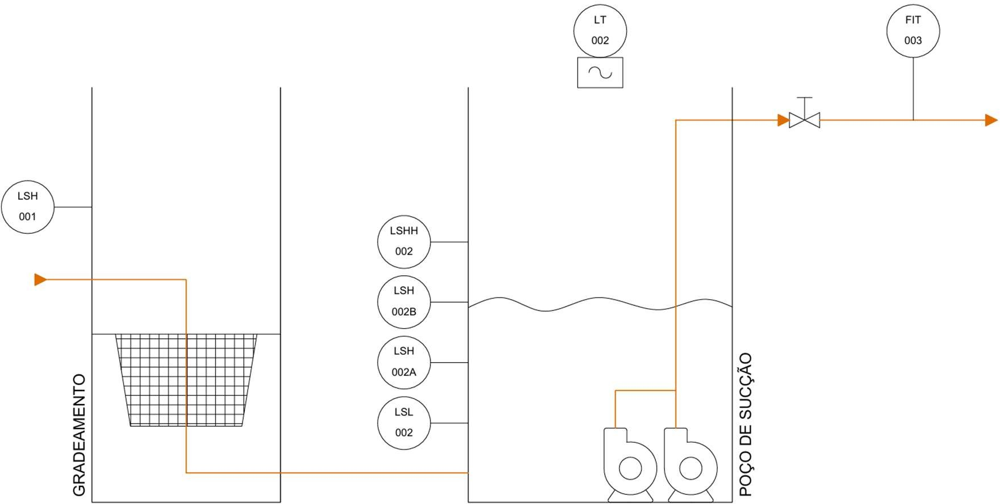 LT
002
FIT
003
LSH
001
LSHH
002
LSH
002B
LSH
002A
LSL
002
GRADEAMENTO
POÇO DE SUCÇÃO